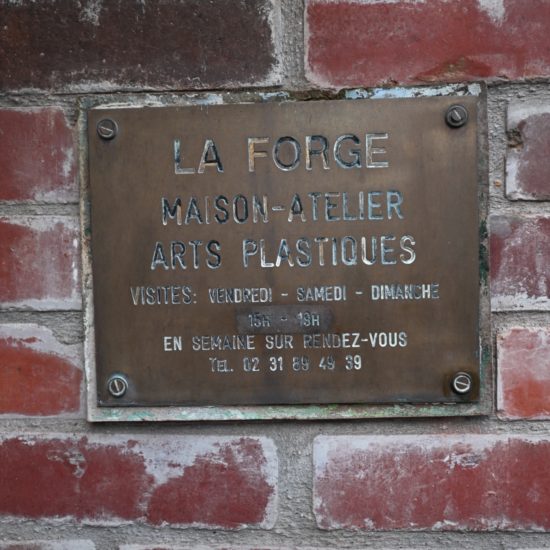 LA FORGE
MAISON-ATELIER
ARTS PLASTIQUES
VISITES: VENDREDI - SAMEDI - DIMANCHE
15H - 19H
EN SEMAINE SUR RENDEZ-VOUS
TEL. 02 31 89 49 39